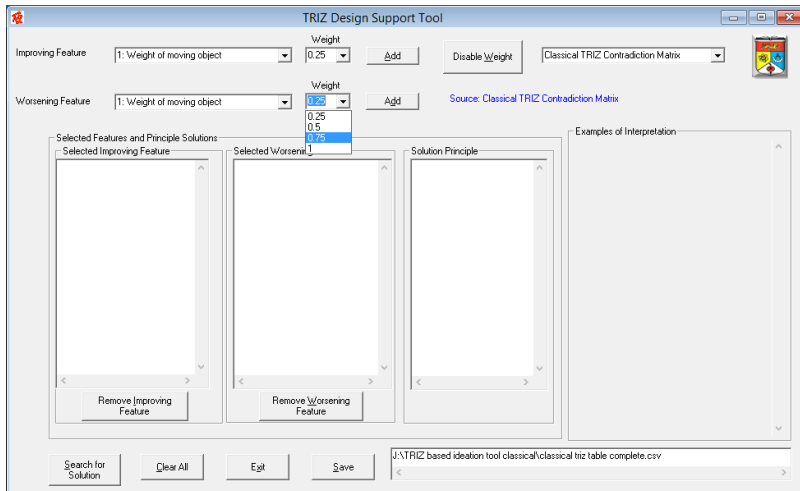 TRIZ Design Support Tool
Weight
Improving Feature 1: Weight of moving object 0.25 Add Disable Weight Classical TRIZ Contradiction Matrix
Weight
Worsening Feature 1: Weight of moving object 0.25 Add Source: Classical TRIZ Contradiction Matrix
0.25
0.5
0.75
1
Selected Features and Principle Solutions Examples of Interpretation
Selected Improving Feature Selected Worsening Solution Principle
Remove Improving Feature
Remove Worsening Feature
Search for Solution
Clear All Exit Save
J:\TRIZ based ideation tool classical\classical triz table complete.csv